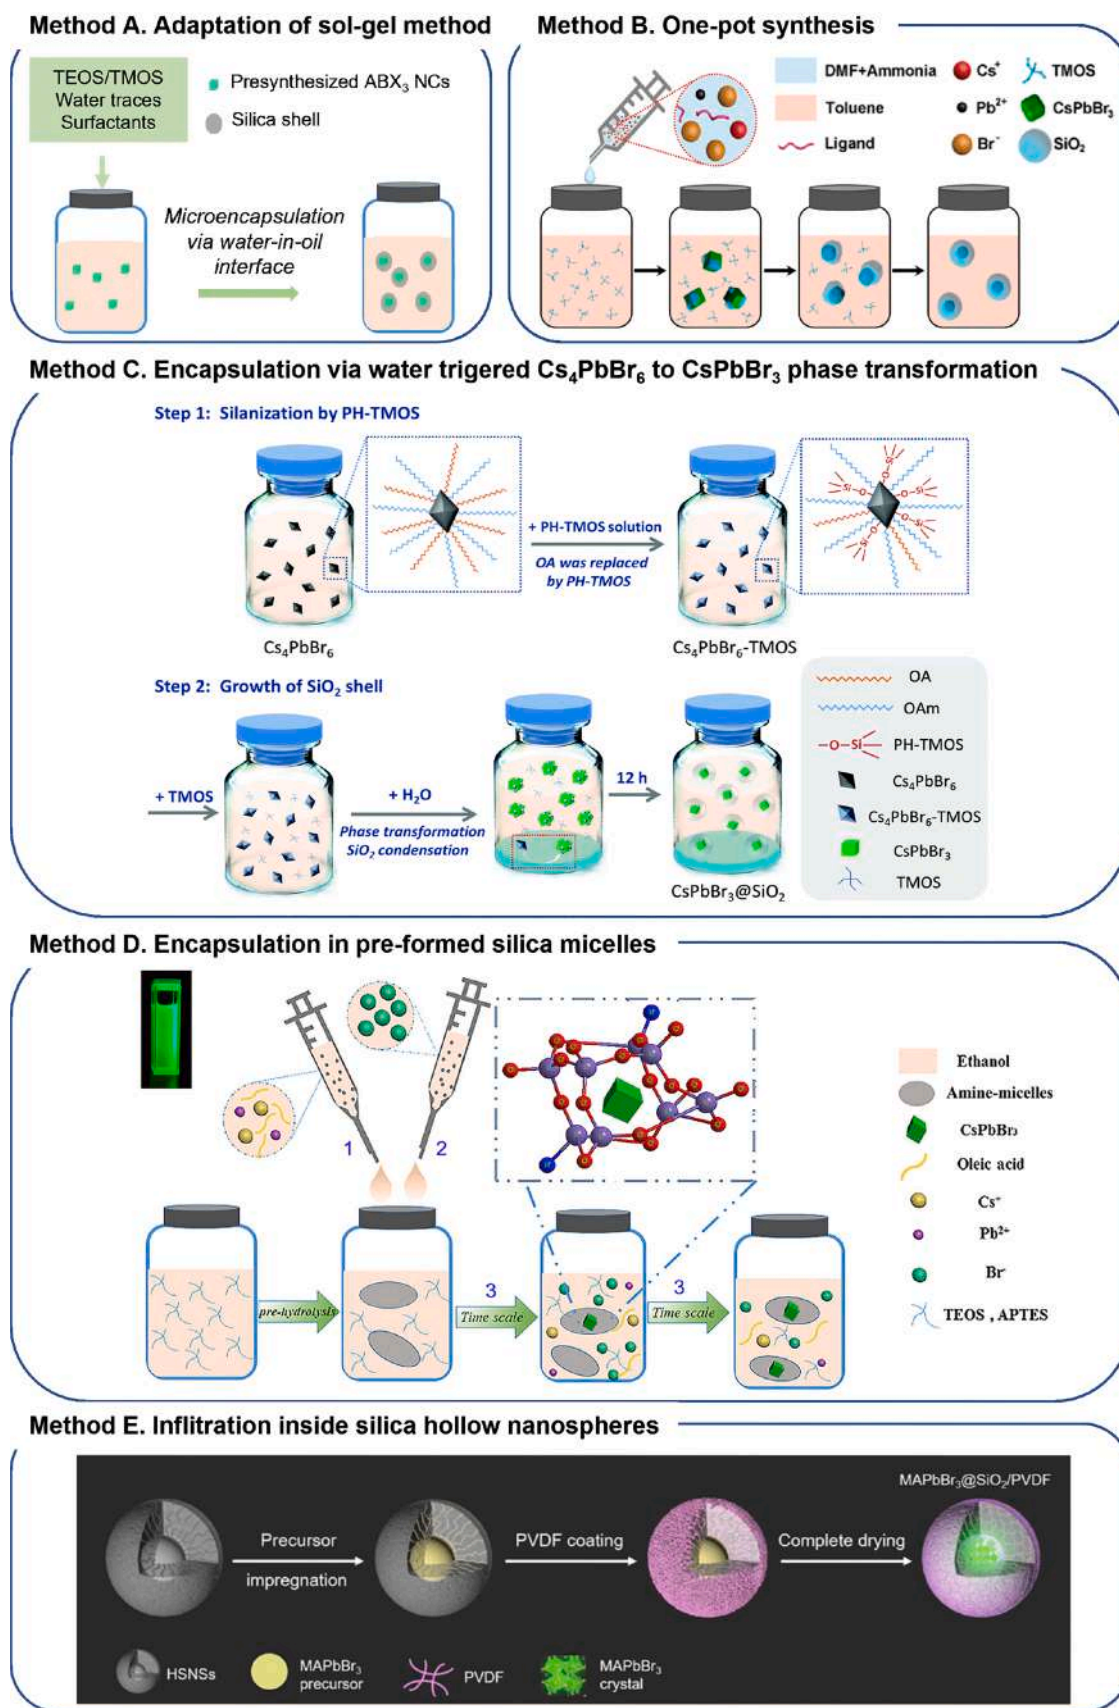 Method A. Adaptation of sol-gel method
TEOS/TMOS
Water traces
Surfactants
Presynthesized ABX₃ NCs
Silica shell
Microencapsulation
via water-in-oil
interface
Method B. One-pot synthesis
DMF+Ammonia
Toluene
Ligand
Cs⁺
Pb²⁺
Br⁻
TMOS
CsPbBr₃
SiO₂
Method C. Encapsulation via water trigered Cs₄PbBr₆ to CsPbBr₃ phase transformation
Step 1: Silanization by PH-TMOS
+ PH-TMOS solution
OA was replaced
by PH-TMOS
Cs₄PbBr₆
Cs₄PbBr₆-TMOS
Step 2: Growth of SiO₂ shell
+ TMOS
+ H₂O
Phase transformation
SiO₂ condensation
12 h
CsPbBr₃@SiO₂
OA
OAm
—O—Si— PH-TMOS
Cs₄PbBr₆
Cs₄PbBr₆-TMOS
CsPbBr₃
TMOS
Method D. Encapsulation in pre-formed silica micelles
1
2
pre-hydrolysis
3
Time scale
3
Time scale
Ethanol
Amine-micelles
CsPbBr₃
Oleic acid
Cs⁺
Pb²⁺
Br⁻
TEOS , APTES
Method E. Inflitration inside silica hollow nanospheres
MAPbBr₃@SiO₂/PVDF
Precursor
impregnation
PVDF coating
Complete drying
HSNSs
MAPbBr₃
precursor
PVDF
MAPbBr₃
crystal